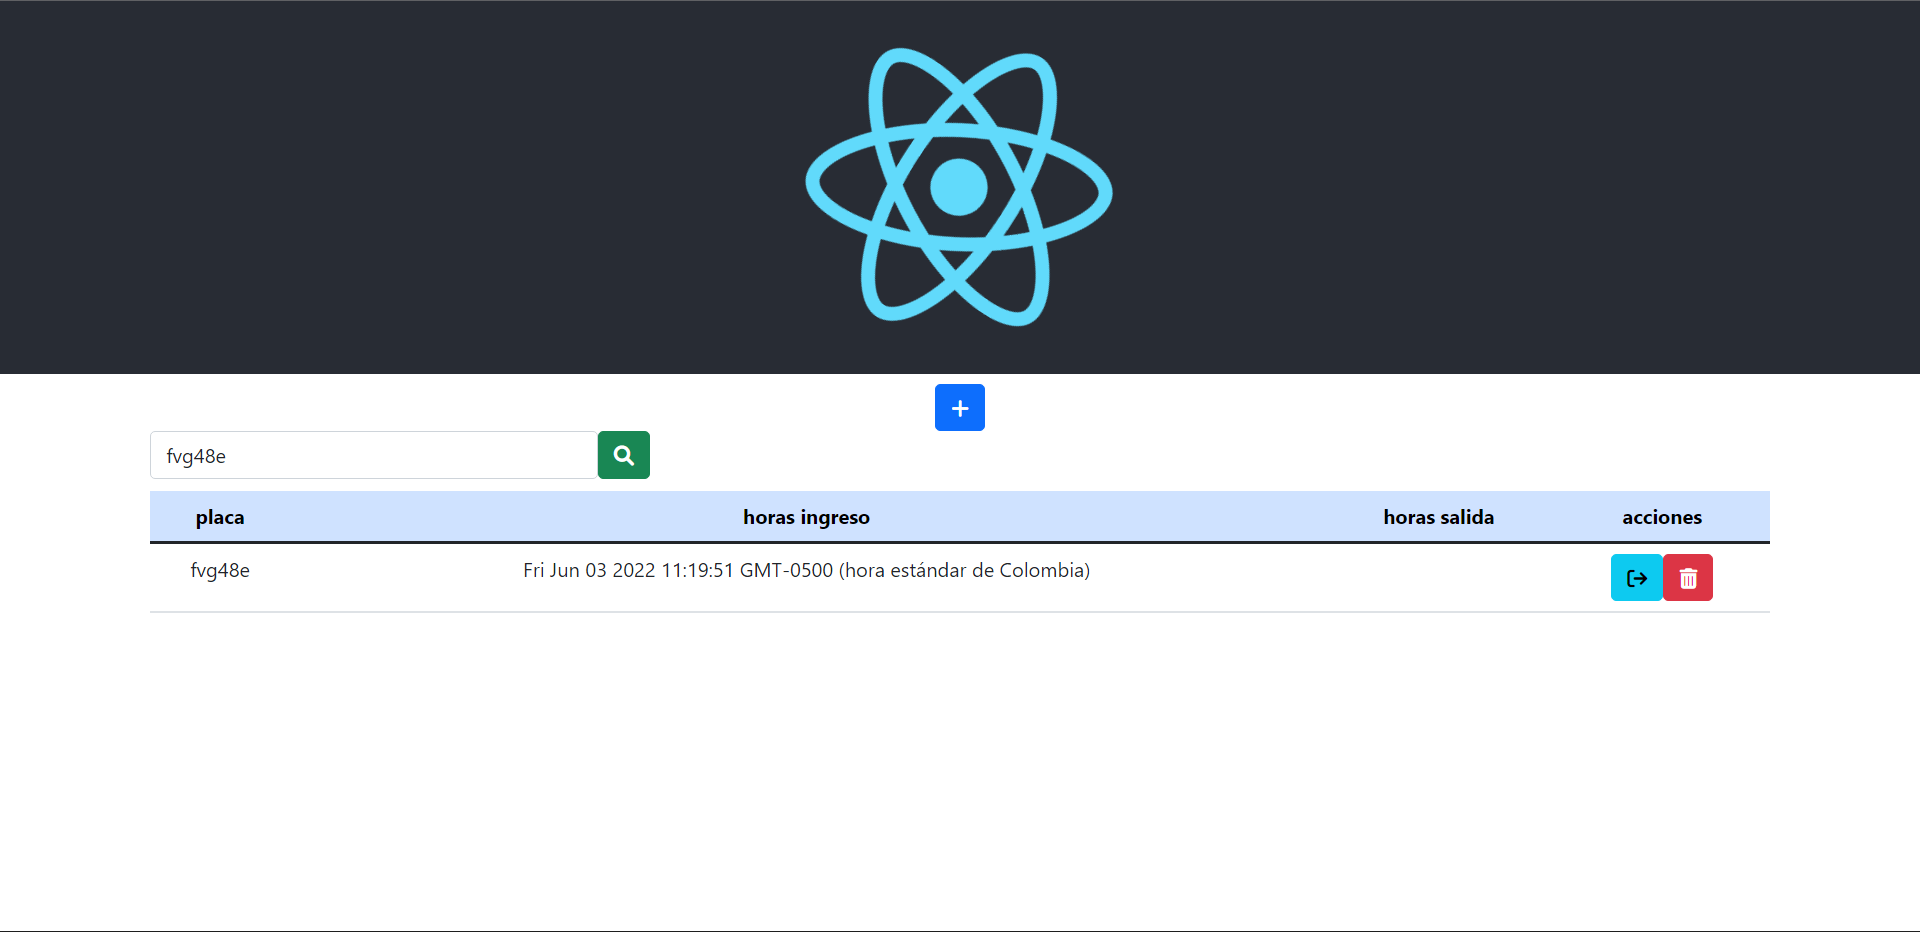 fvg48e
placa horas ingreso horas salida acciones
fvg48e Fri Jun 03 2022 11:19:51 GMT-0500 (hora estándar de Colombia)